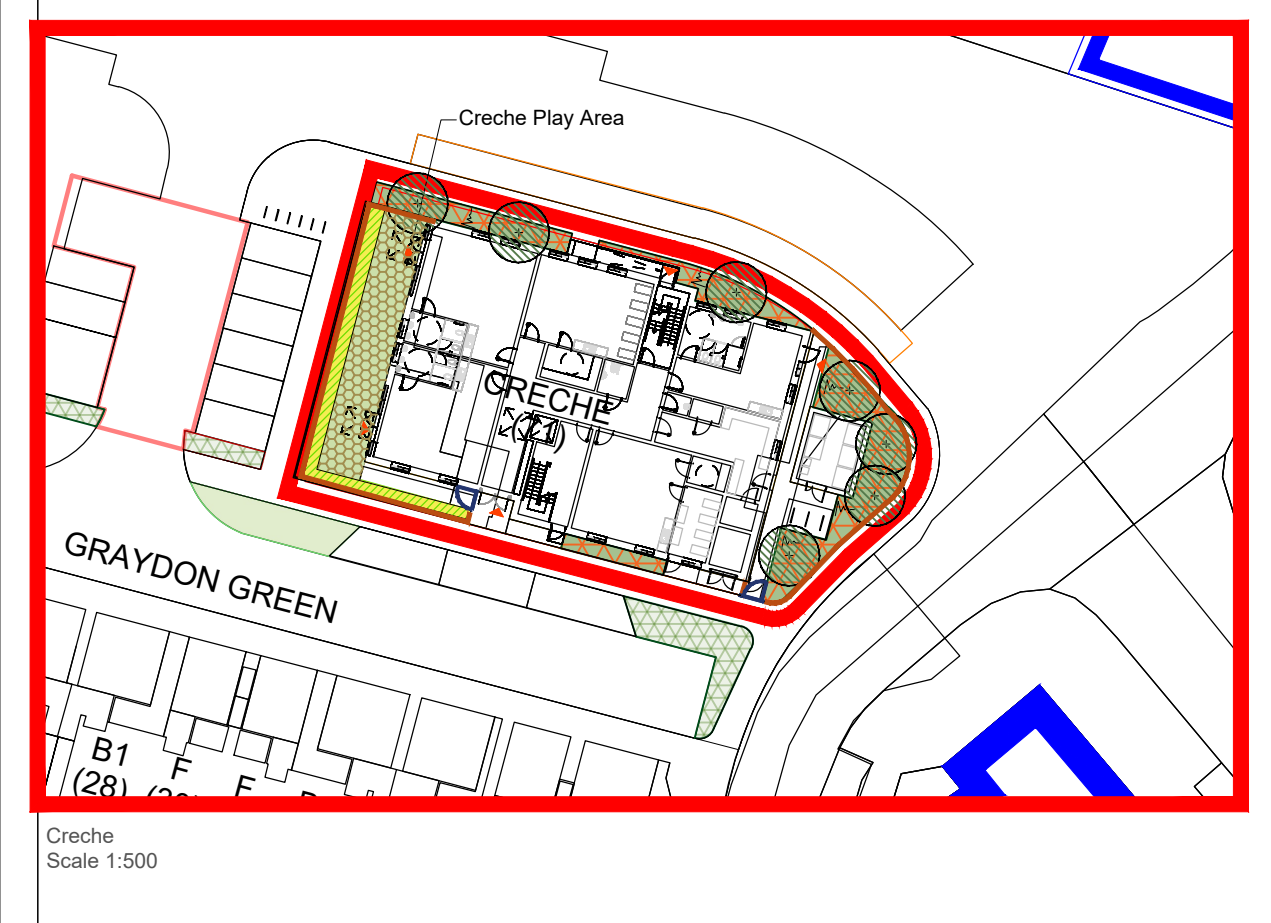 Creche Play Area
CRECHE
GRAYDON GREEN
B1
(28)
F
F
Creche
Scale 1:500